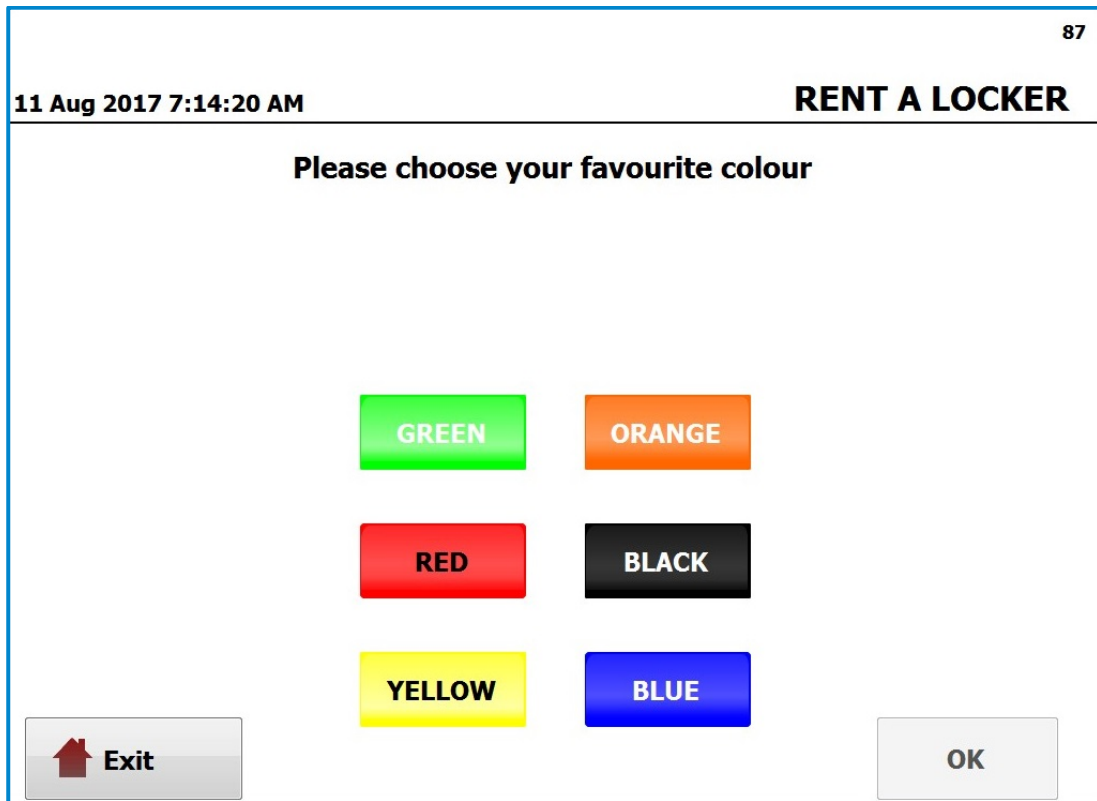 87
11 Aug 2017 7:14:20 AM RENT A LOCKER
Please choose your favourite colour
GREEN ORANGE
RED BLACK
YELLOW BLUE
Exit OK